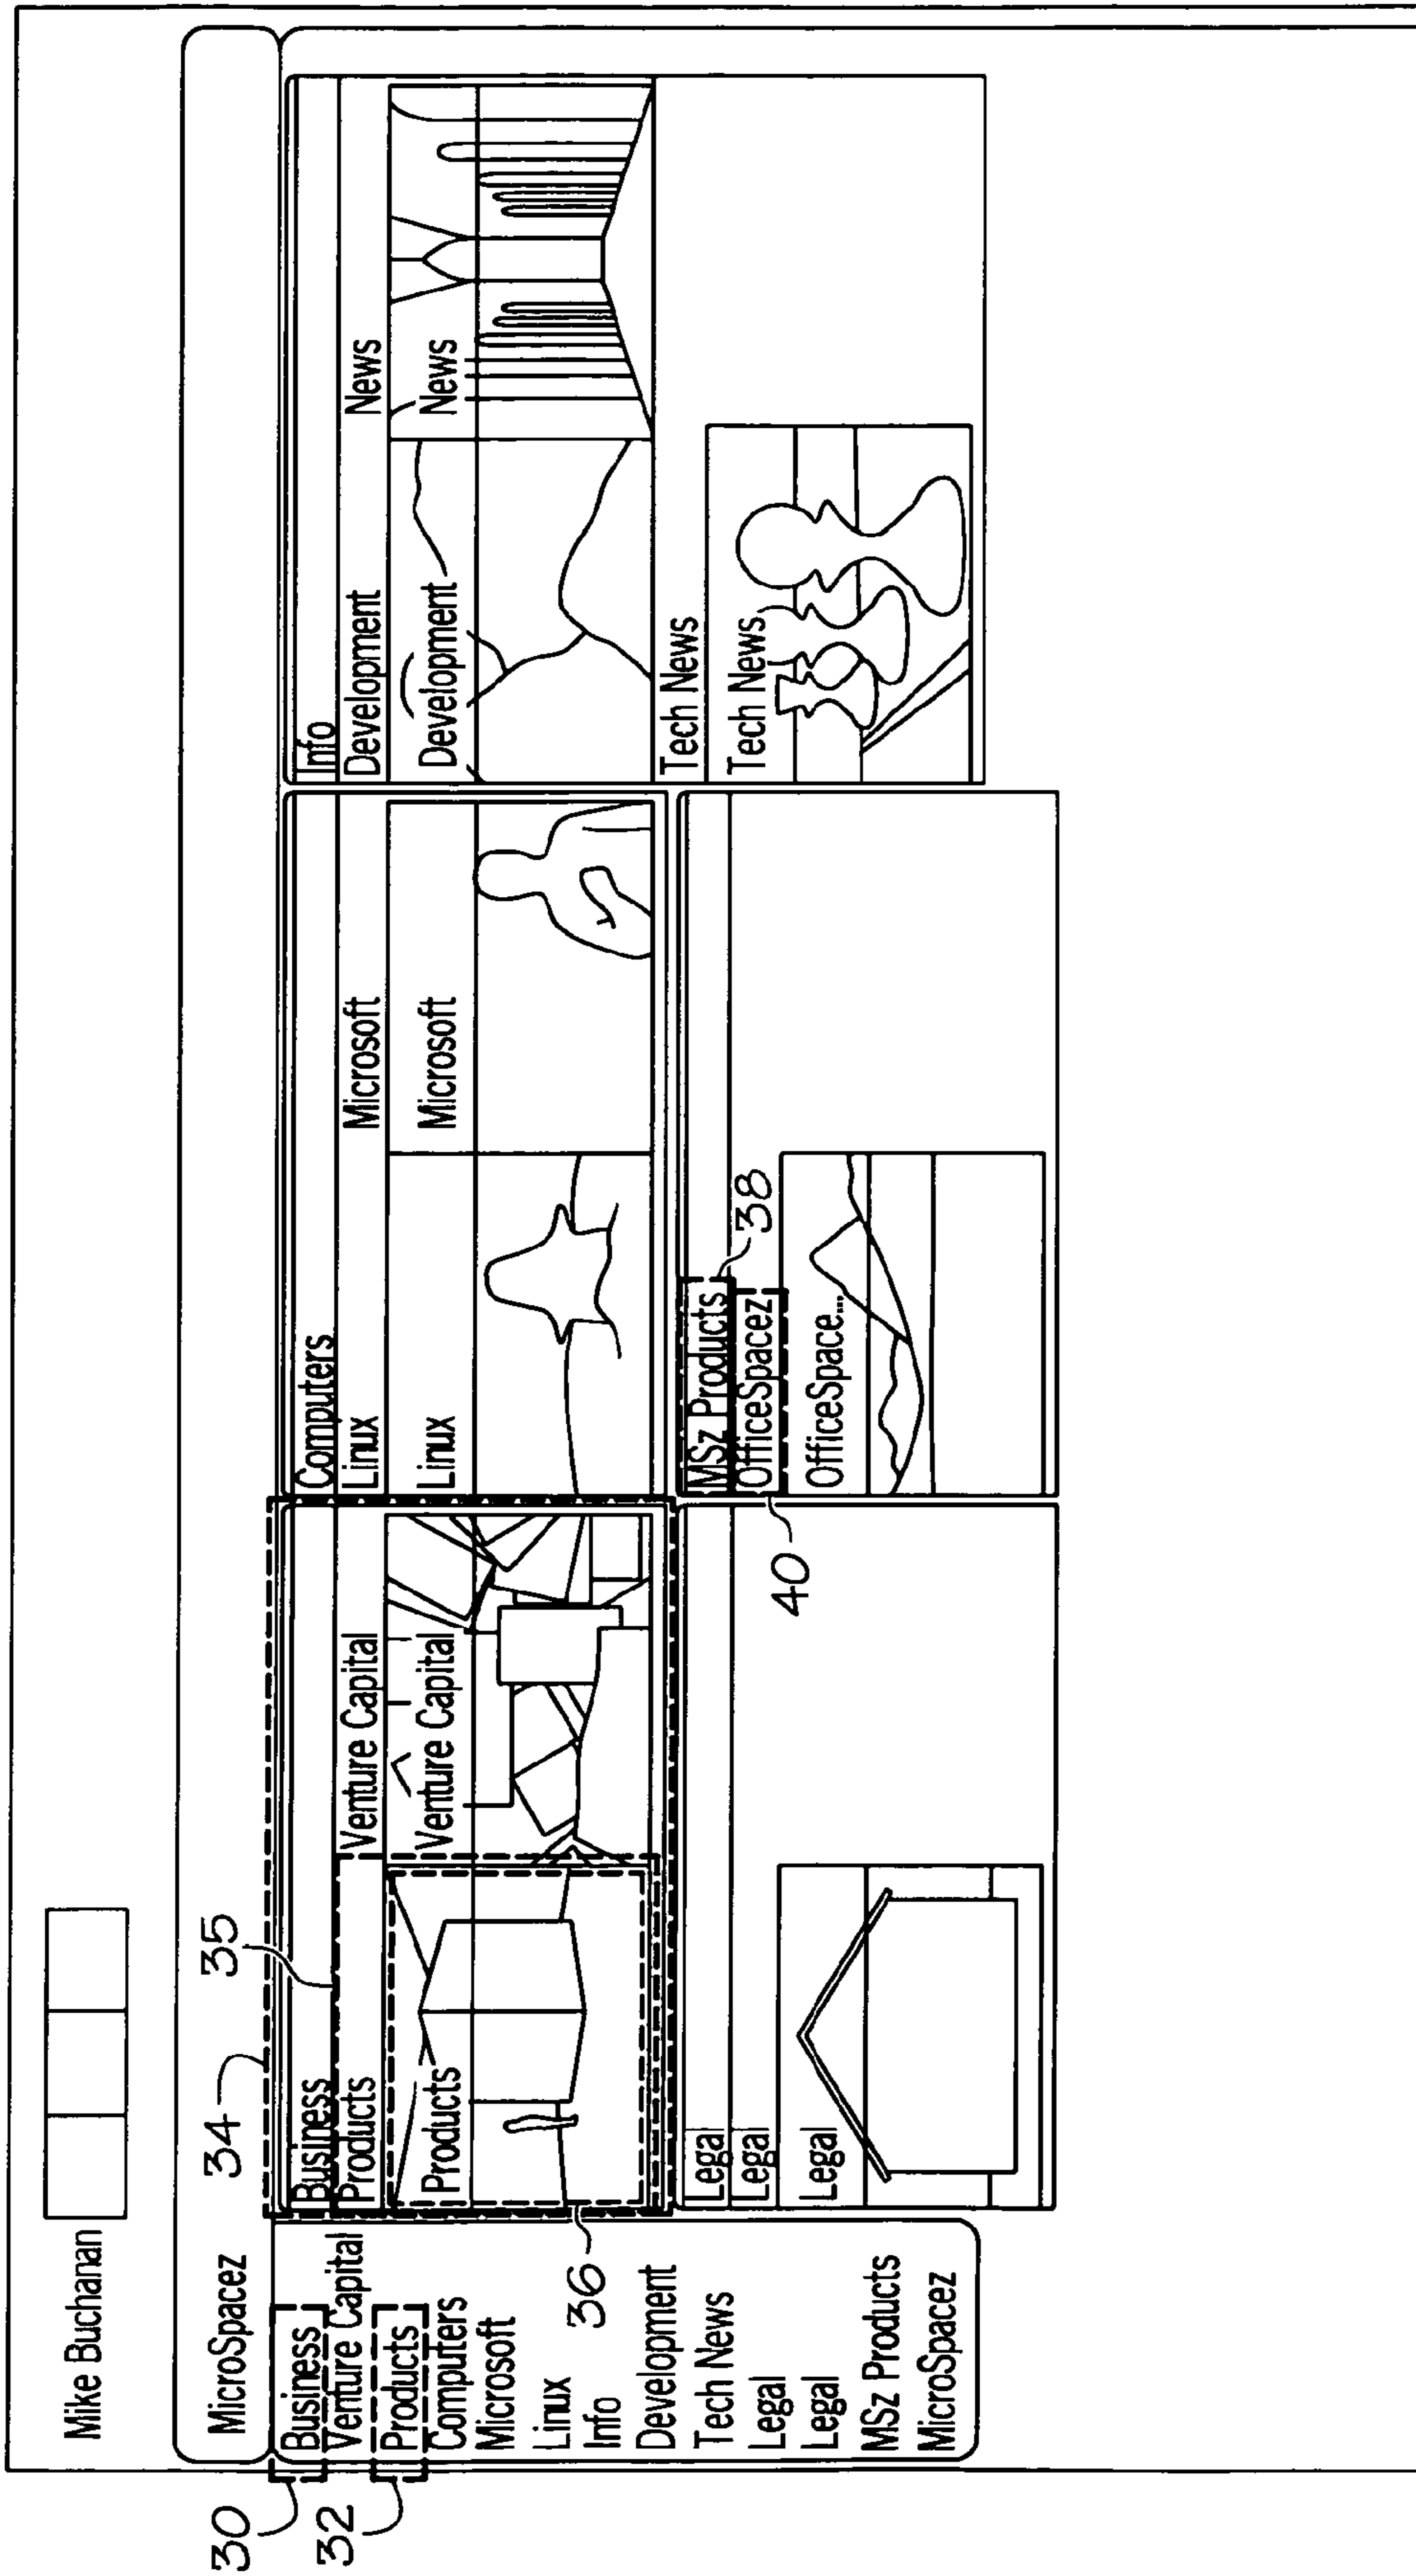 Mike Buchanan
MicroSpacez
30
Business
Venture Capital
32
Products
Computers
Microsoft
Linux
Info
Development
Tech News
Legal
Legal
MSz Products
MicroSpacez
34
35
36
Business
Products
Venture Capital
Products
Venture Capital
Computers
Linux
Microsoft
Linux
Microsoft
Info
Development
News
Development
News
Tech News
Tech News
Legal
Legal
Legal
MSz Products
38
OfficeSpacez
40
OfficeSpace...